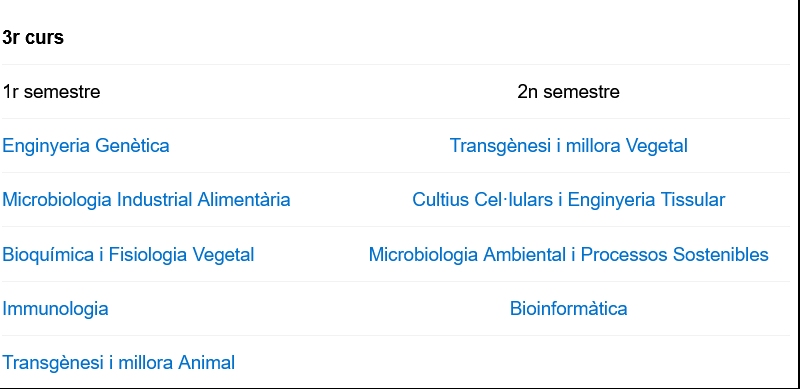 3r curs
1r semestre 2n semestre
Enginyeria Genètica Transgènesi i millora Vegetal
Microbiologia Industrial Alimentària Cultius Cel·lulars i Enginyeria Tissular
Bioquímica i Fisiologia Vegetal Microbiologia Ambiental i Processos Sostenibles
Immunologia Bioinformàtica
Transgènesi i millora Animal